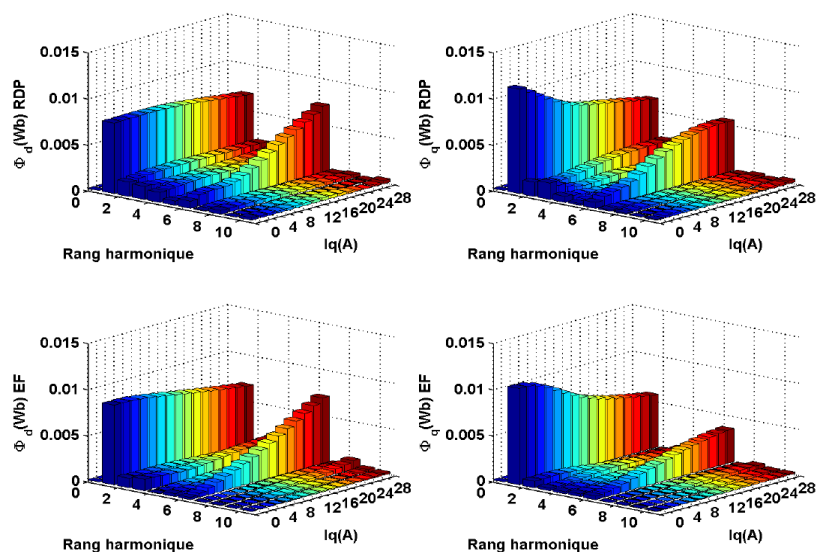 0.015
0.01
0.005
0
Φ d(Wb) RDP
0 2 4 6 8 10
Rang harmonique
0 4 8 12 16 20 24 28
Iq(A)
0.015
0.01
0.005
0
Φ q(Wb) RDP
0 2 4 6 8 10
Rang harmonique
0 4 8 12 16 20 24 28
Iq(A)
0.015
0.01
0.005
0
Φ d(Wb) EF
0 2 4 6 8 10
Rang harmonique
0 4 8 12 16 20 24 28
Iq(A)
0.015
0.01
0.005
0
Φ q(Wb) EF
0 2 4 6 8 10
Rang harmonique
0 4 8 12 16 20 24 28
Iq(A)